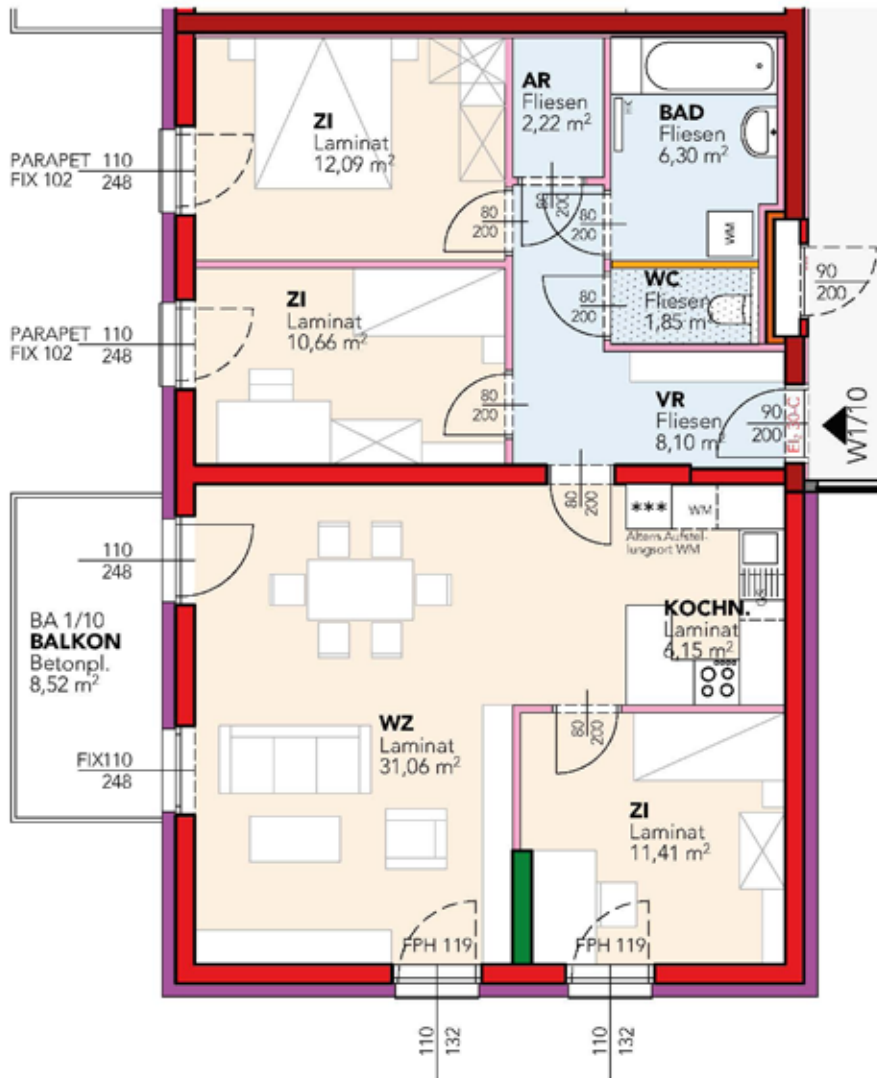 AR
Fliesen
2,22 m²
BAD
Fliesen
6,30 m²
HK
ZI
Laminat
12,09 m²
PARAPET 110
FIX 102 248
80
200
80
200
80
200
WM
90
200
WC
Fliesen
1,85 m²
80
200
ZI
Laminat
10,66 m²
PARAPET 110
FIX 102 248
80
200
VR
Fliesen
8,10 m²
90
200
EI₂ 30-C
W1/10
80
200
***
WM
Altern.Aufstel-
lungsort WM
110
248
BA 1/10
BALKON
Betonpl.
8,52 m²
KOCHN.
Laminat
6,15 m²
80
200
WZ
Laminat
31,06 m²
FIX110
248
ZI
Laminat
11,41 m²
FPH 119
FPH 119
110
132
110
132